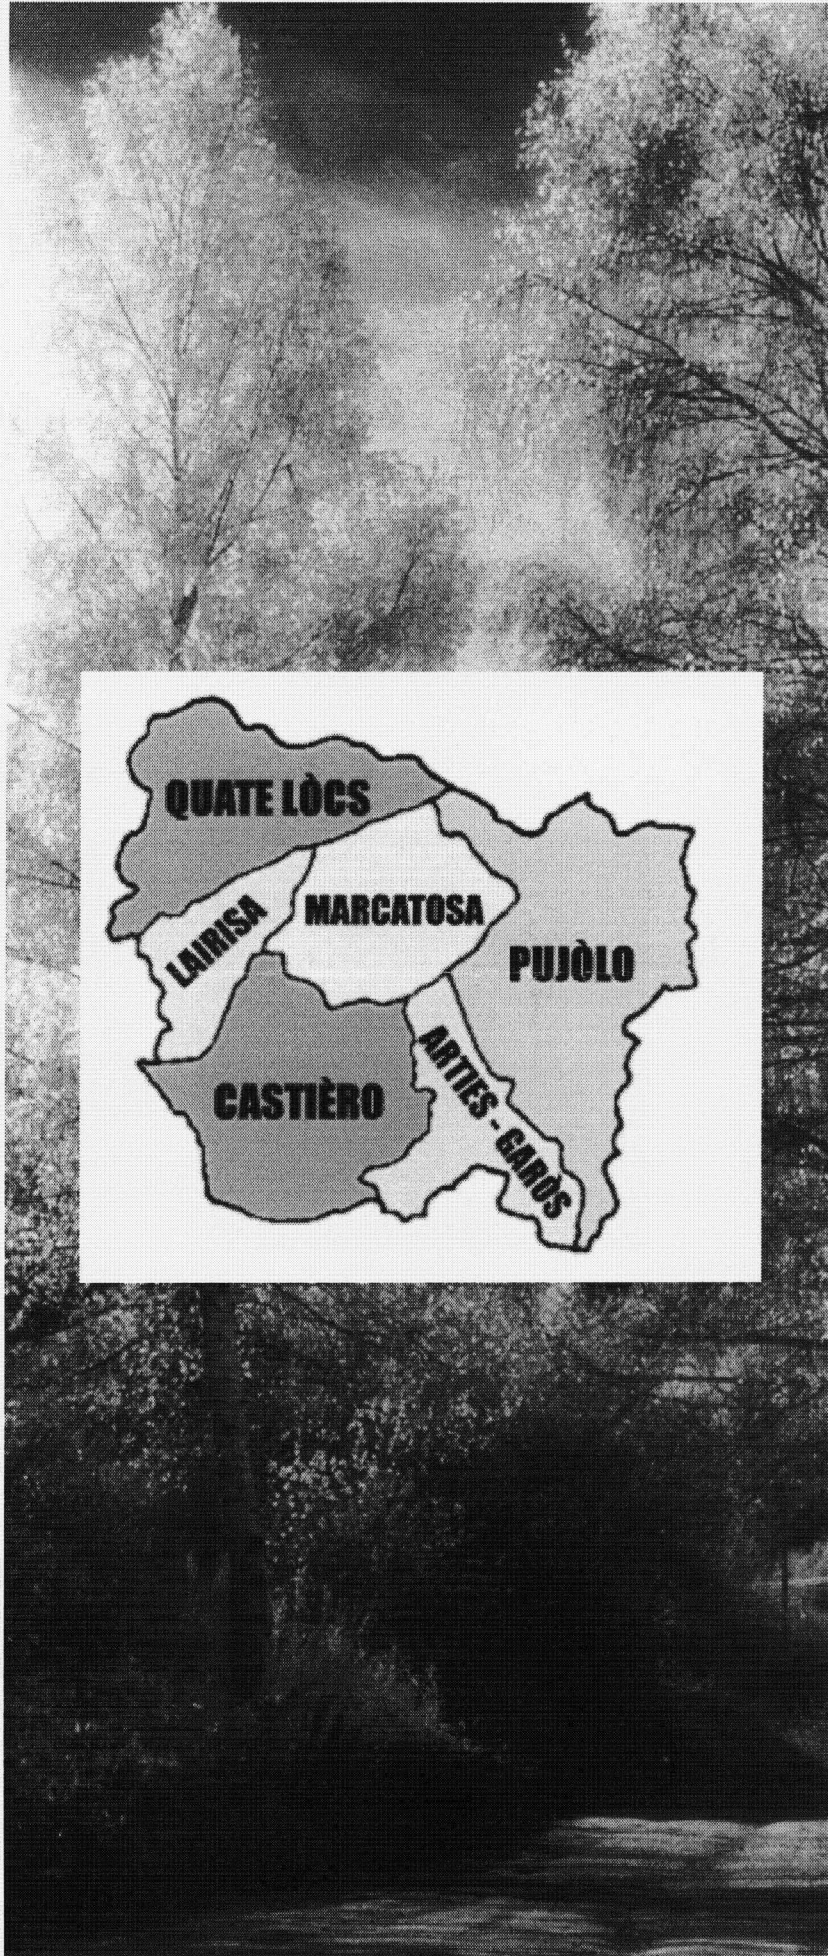 QUATE LÒCS
LAIRISA
MARCATOSA
PUJÒLO
CASTIÈRO
ARTIES - GARÒS